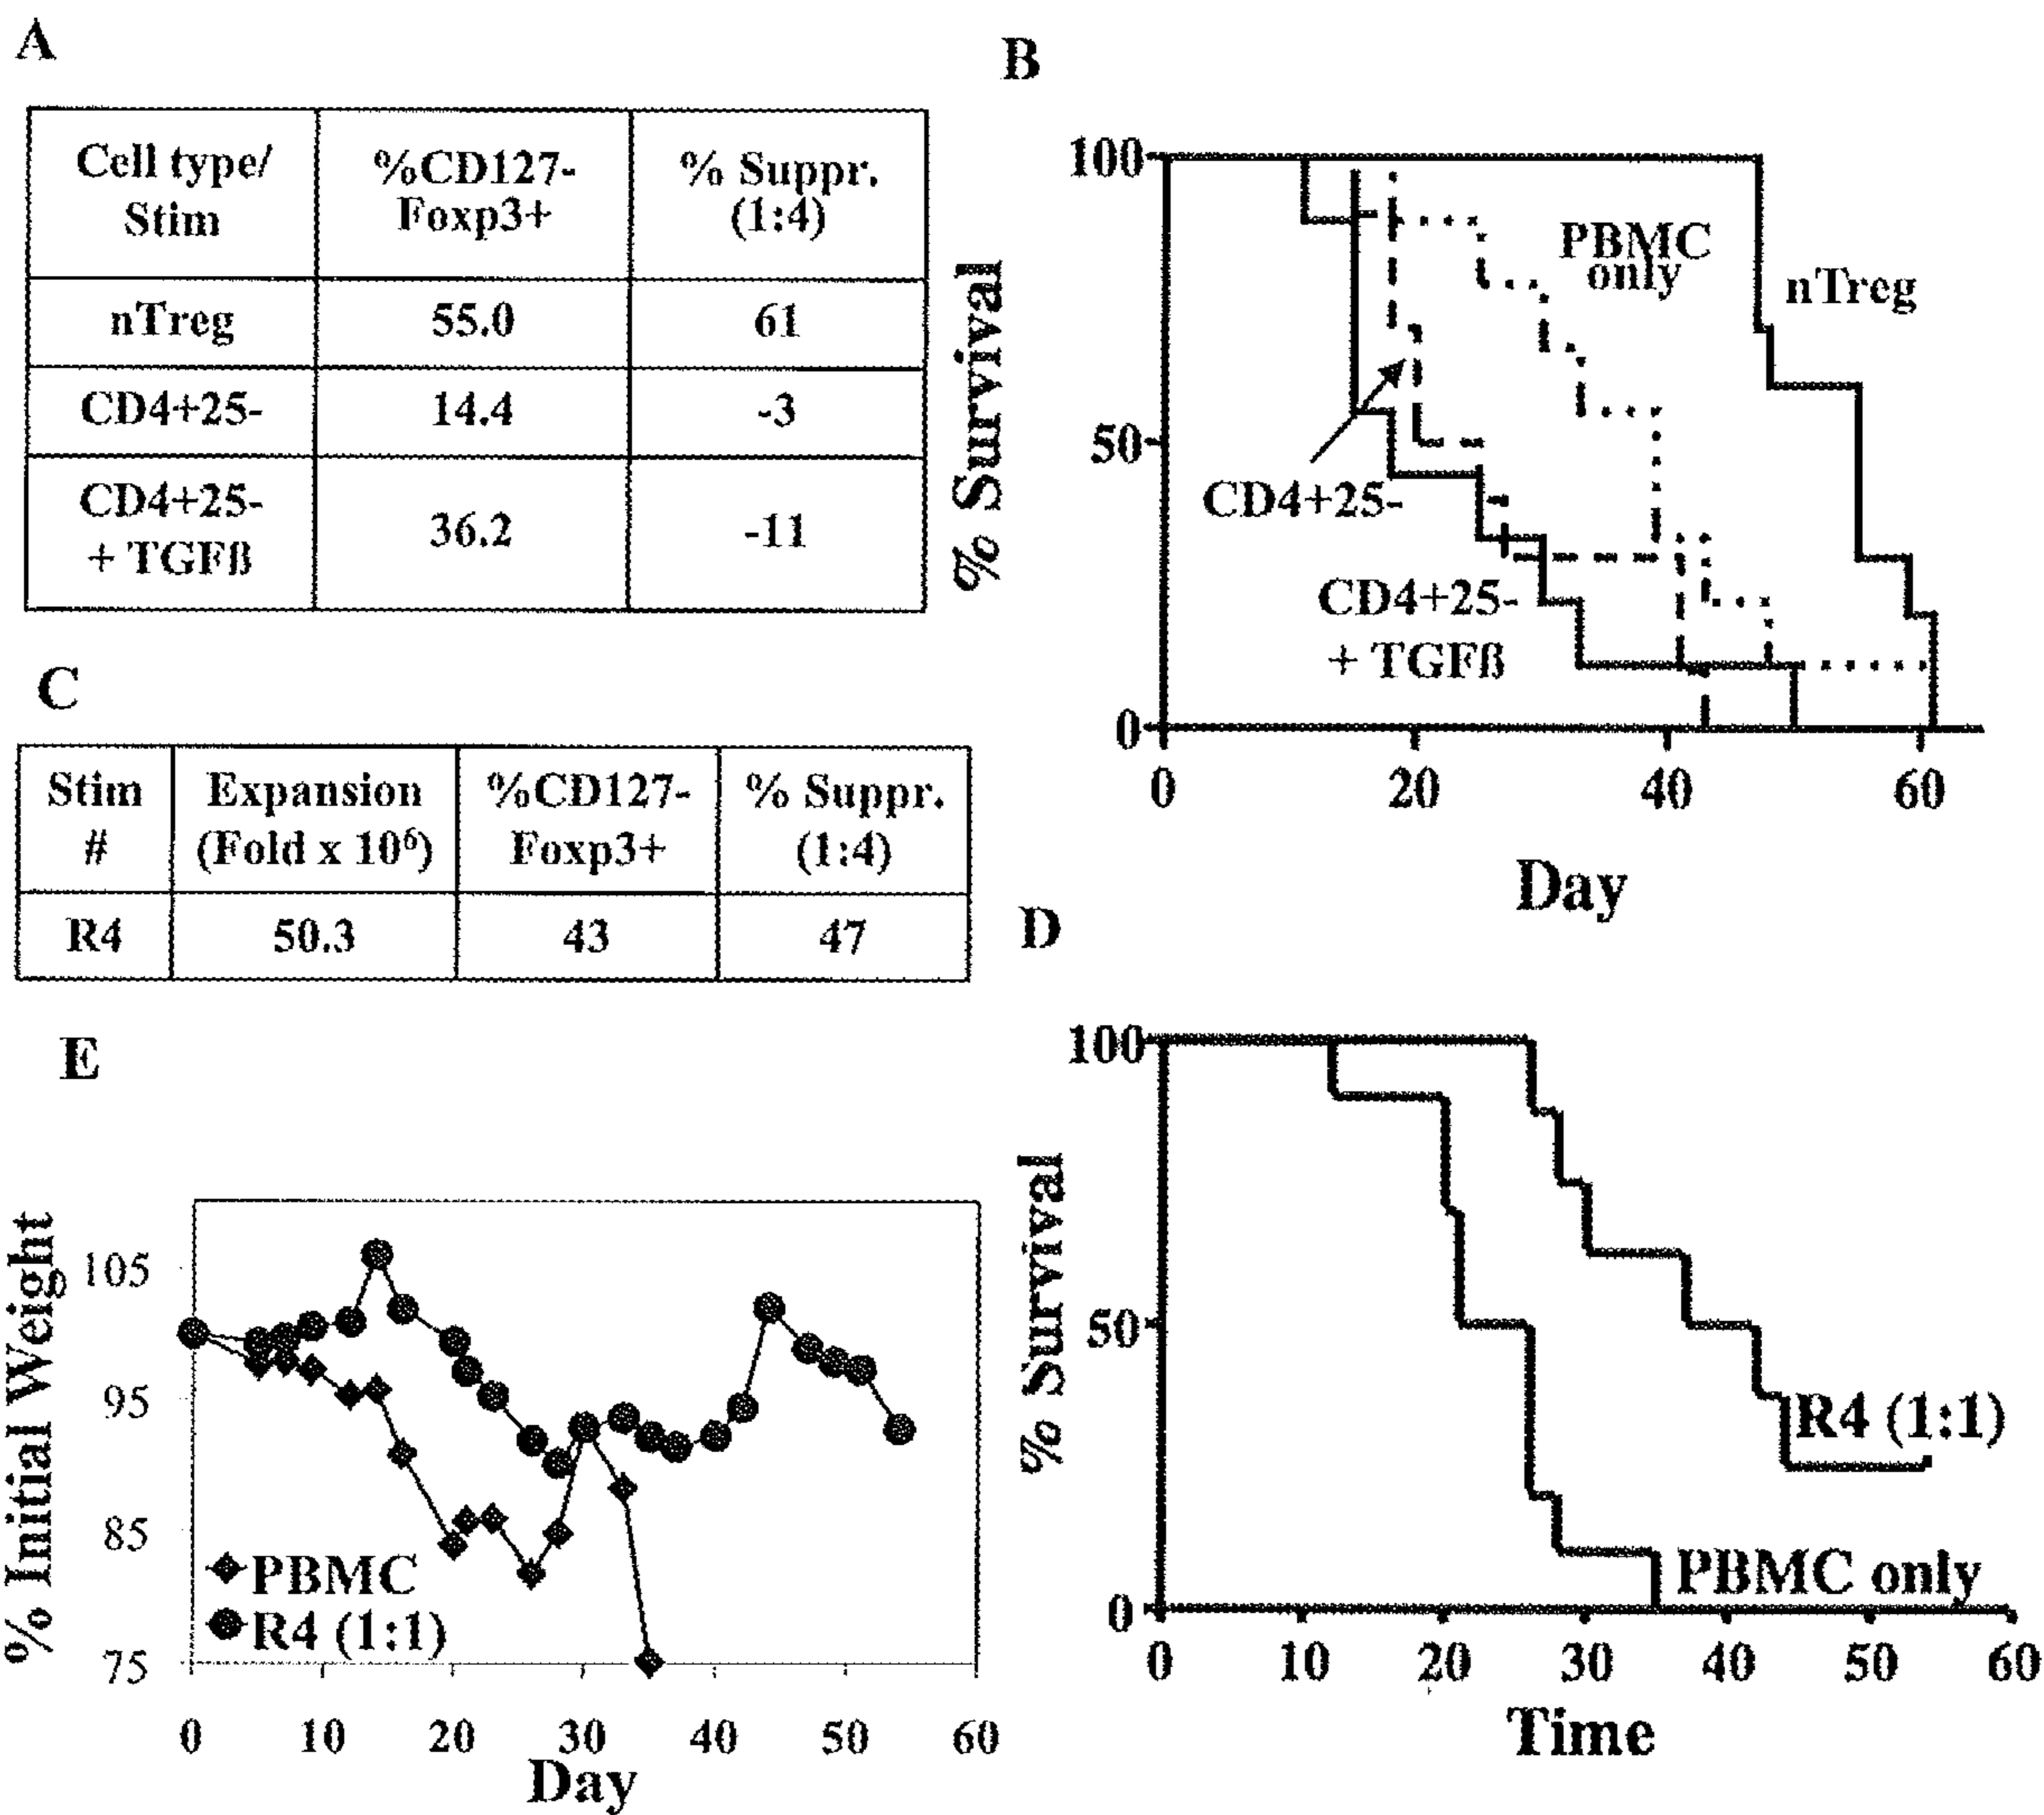 A
Cell type/ Stim
%CD127- Foxp3+
% Suppr. (1:4)
nTreg 55.0 61
CD4+25- 14.4 -3
CD4+25- + TGFß 36.2 -11
B
% Survival
100
50
0
PBMC only
nTreg
CD4+25-
CD4+25- + TGFß
0 20 40 60
Day
C
Stim #
Expansion (Fold x 10⁶)
%CD127- Foxp3+
% Suppr. (1:4)
R4 50.3 43 47
D
% Survival
100
50
0
R4 (1:1)
PBMC only
0 10 20 30 40 50 60
Time
E
% Initial Weight
105
95
85
75
PBMC
R4 (1:1)
0 10 20 30 40 50 60
Day